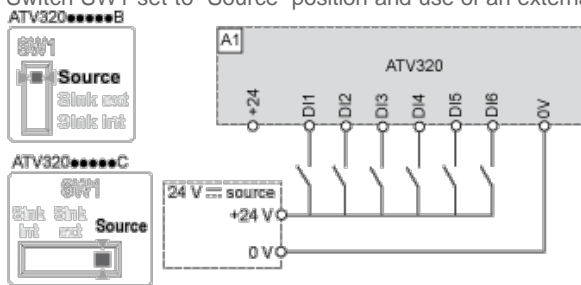 Switch SW1 set to "Source" position and use of an externa
ATV320•••••B
SW1
Source
Sink ext
Sink int
ATV320•••••C
SW1
Sink int
Sink ext
Source
A1
ATV320
+24
DI1
DI2
DI3
DI4
DI5
DI6
0V
24 V ⎓ source
+24 V
0 V